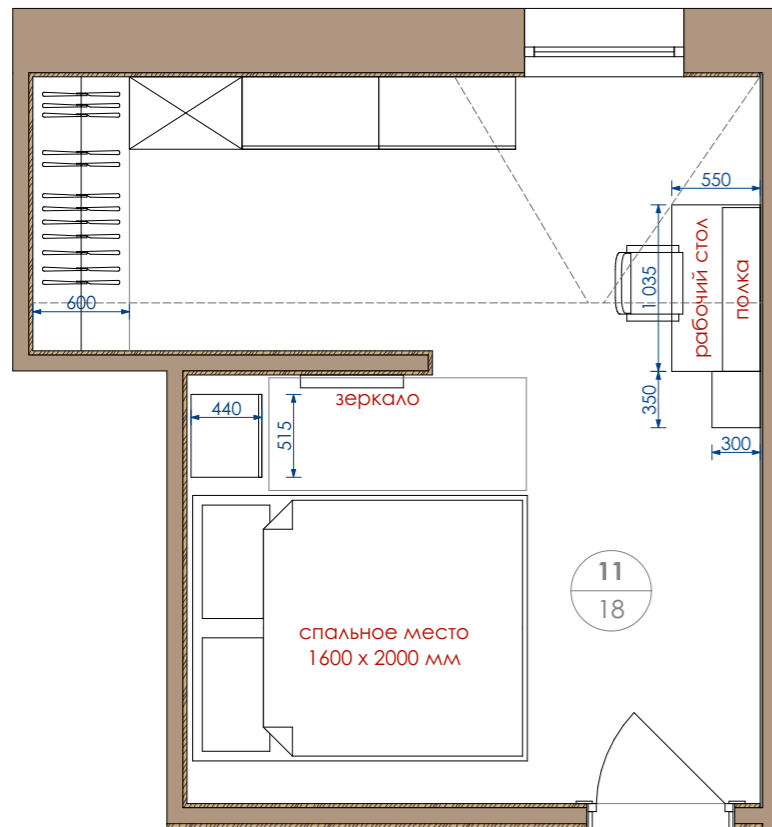 550
рабочий стол
полка
1 035
600
350
зеркало
440
515
300
11
18
спальное место
1600 x 2000 мм